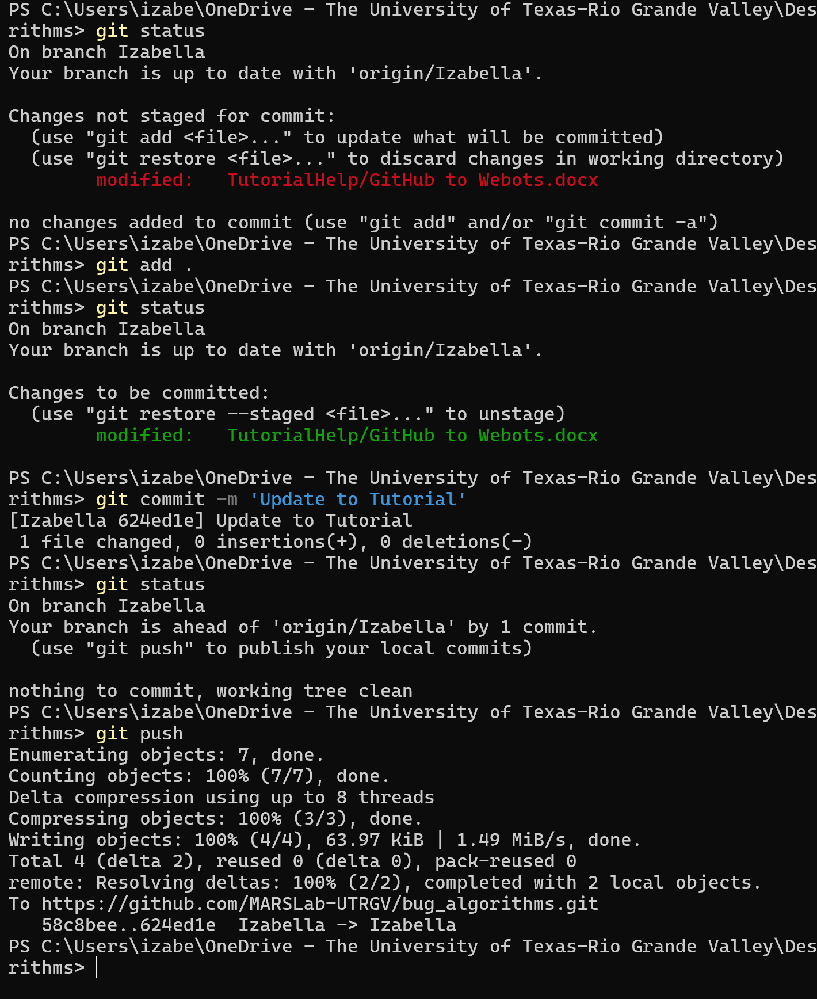 PS C:\Users\izabe\OneDrive - The University of Texas-Rio Grande Valley\Des
rithms> git status
On branch Izabella
Your branch is up to date with 'origin/Izabella'.
Changes not staged for commit:
  (use "git add <file>..." to update what will be committed)
  (use "git restore <file>..." to discard changes in working directory)
        modified:   TutorialHelp/GitHub to Webots.docx
no changes added to commit (use "git add" and/or "git commit -a")
PS C:\Users\izabe\OneDrive - The University of Texas-Rio Grande Valley\Des
rithms> git add .
PS C:\Users\izabe\OneDrive - The University of Texas-Rio Grande Valley\Des
rithms> git status
On branch Izabella
Your branch is up to date with 'origin/Izabella'.
Changes to be committed:
  (use "git restore --staged <file>..." to unstage)
        modified:   TutorialHelp/GitHub to Webots.docx
PS C:\Users\izabe\OneDrive - The University of Texas-Rio Grande Valley\Des
rithms> git commit -m 'Update to Tutorial'
[Izabella 624ed1e] Update to Tutorial
 1 file changed, 0 insertions(+), 0 deletions(-)
PS C:\Users\izabe\OneDrive - The University of Texas-Rio Grande Valley\Des
rithms> git status
On branch Izabella
Your branch is ahead of 'origin/Izabella' by 1 commit.
  (use "git push" to publish your local commits)
nothing to commit, working tree clean
PS C:\Users\izabe\OneDrive - The University of Texas-Rio Grande Valley\Des
rithms> git push
Enumerating objects: 7, done.
Counting objects: 100% (7/7), done.
Delta compression using up to 8 threads
Compressing objects: 100% (3/3), done.
Writing objects: 100% (4/4), 63.97 KiB | 1.49 MiB/s, done.
Total 4 (delta 2), reused 0 (delta 0), pack-reused 0
remote: Resolving deltas: 100% (2/2), completed with 2 local objects.
To https://github.com/MARSLab-UTRGV/bug_algorithms.git
   58c8bee..624ed1e  Izabella -> Izabella
PS C:\Users\izabe\OneDrive - The University of Texas-Rio Grande Valley\Des
rithms>